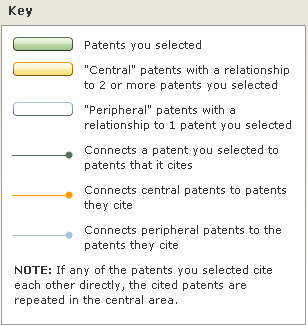 Key
Patents you selected
"Central" patents with a relationship
to 2 or more patents you selected
"Peripheral" patents with a
relationship to 1 patent you selected
Connects a patent you selected to
patents that it cites
Connects central patents to patents
they cite
Connects peripheral patents to the
patents they cite
NOTE: If any of the patents you selected cite
each other directly, the cited patents are
repeated in the central area.